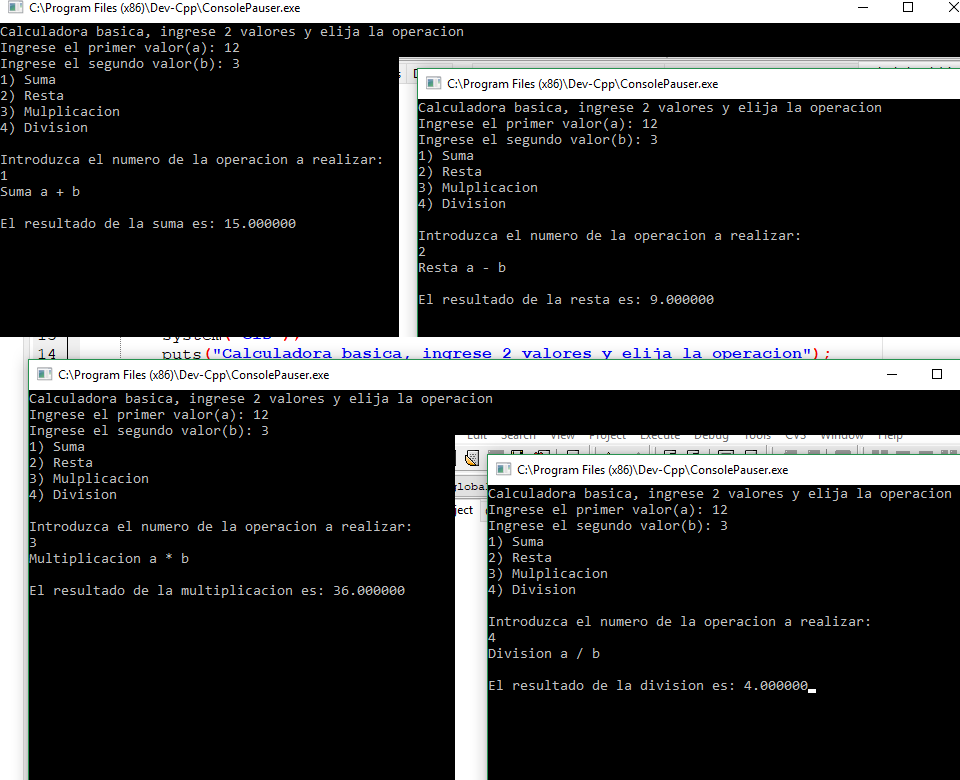 C:\Program Files (x86)\Dev-Cpp\ConsolePauser.exe
Calculadora basica, ingrese 2 valores y elija la operacion
Ingrese el primer valor(a): 12
Ingrese el segundo valor(b): 3
1) Suma
2) Resta
3) Mulplicacion
4) Division
Introduzca el numero de la operacion a realizar:
1
Suma a + b
El resultado de la suma es: 15.000000
C:\Program Files (x86)\Dev-Cpp\ConsolePauser.exe
Calculadora basica, ingrese 2 valores y elija la operacion
Ingrese el primer valor(a): 12
Ingrese el segundo valor(b): 3
1) Suma
2) Resta
3) Mulplicacion
4) Division
Introduzca el numero de la operacion a realizar:
2
Resta a - b
El resultado de la resta es: 9.000000
14 puts("Calculadora basica, ingrese 2 valores y elija la operacion");
C:\Program Files (x86)\Dev-Cpp\ConsolePauser.exe
Calculadora basica, ingrese 2 valores y elija la operacion
Ingrese el primer valor(a): 12
Ingrese el segundo valor(b): 3
1) Suma
2) Resta
3) Mulplicacion
4) Division
Introduzca el numero de la operacion a realizar:
3
Multiplicacion a * b
El resultado de la multiplicacion es: 36.000000
Edit Search View Project Execute Debug Tools CVS Window Help
C:\Program Files (x86)\Dev-Cpp\ConsolePauser.exe
Calculadora basica, ingrese 2 valores y elija la operacion
Ingrese el primer valor(a): 12
Ingrese el segundo valor(b): 3
1) Suma
2) Resta
3) Mulplicacion
4) Division
Introduzca el numero de la operacion a realizar:
4
Division a / b
El resultado de la division es: 4.000000